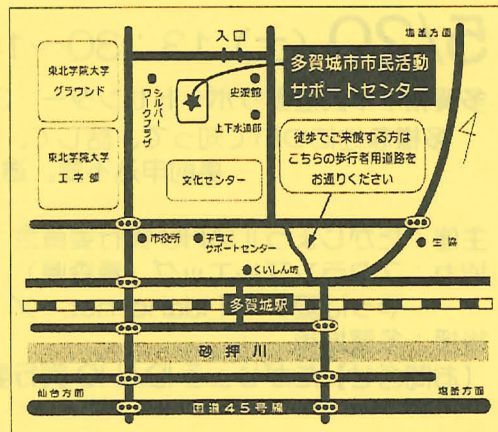 塩釜方面
入口
東北学院大学
グラウンド
シルバー
ワークプラザ
史遊館
上下水道部
多賀城市市民活動
サポートセンター
東北学院大学
工学部
文化センター
徒歩でご来館する方は
こちらの歩行者用道路を
お通りください
市役所
子育て
サポートセンター
生協
くいしん坊
多賀城駅
砂押川
仙台方面
塩釜方面
国道45号線